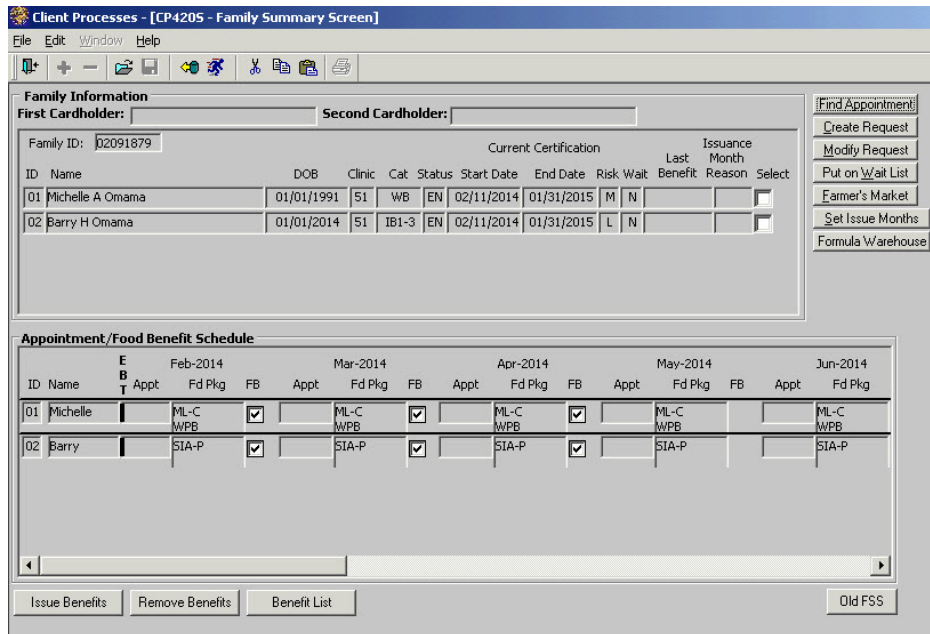 Client Processes - [CP420S - Family Summary Screen]
File Edit Window Help
Family Information
First Cardholder: Second Cardholder:
Find Appointment
Create Request
Modify Request
Put on Wait List
Farmer's Market
Set Issue Months
Formula Warehouse
Family ID: 02091879
Current Certification
Last Benefit
Issuance Month Reason
ID Name DOB Clinic Cat Status Start Date End Date Risk Wait Select
01 Michelle A Omama 01/01/1991 51 WB EN 02/11/2014 01/31/2015 M N
02 Barry H Omama 01/01/2014 51 IB1-3 EN 02/11/2014 01/31/2015 L N
Appointment/Food Benefit Schedule
Feb-2014 Mar-2014 Apr-2014 May-2014 Jun-2014
ID Name EBT Appt Fd Pkg FB Appt Fd Pkg FB Appt Fd Pkg FB Appt Fd Pkg FB Appt Fd Pkg
01 Michelle ML-C ML-C ML-C ML-C ML-C
WPB WPB WPB WPB WPB
02 Barry SIA-P SIA-P SIA-P SIA-P SIA-P
Issue Benefits Remove Benefits Benefit List Old FSS